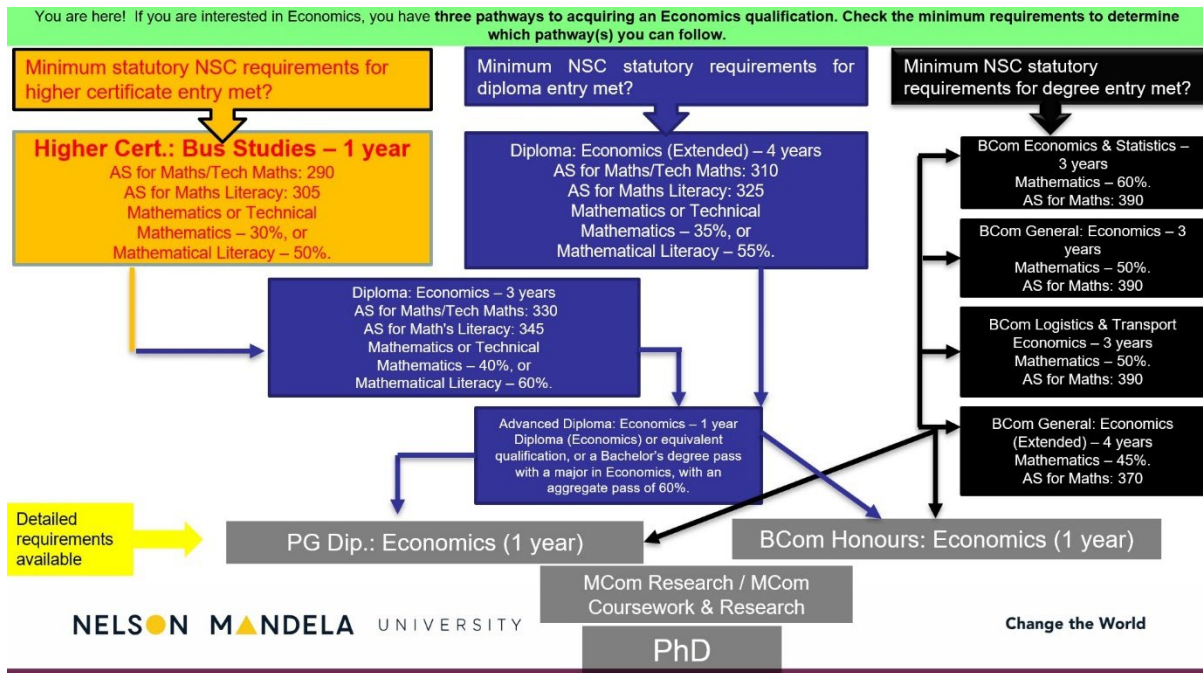 You are here! If you are interested in Economics, you have three pathways to acquiring an Economics qualification. Check the minimum requirements to determine
which pathway(s) you can follow.
Minimum statutory NSC requirements for
higher certificate entry met?
Higher Cert.: Bus Studies – 1 year
AS for Maths/Tech Maths: 290
AS for Maths Literacy: 305
Mathematics or Technical
Mathematics – 30%, or
Mathematical Literacy – 50%.
Minimum NSC statutory requirements for
diploma entry met?
Diploma: Economics (Extended) – 4 years
AS for Maths/Tech Maths: 310
AS for Maths Literacy: 325
Mathematics or Technical
Mathematics – 35%, or
Mathematical Literacy – 55%.
Diploma: Economics – 3 years
AS for Maths/Tech Maths: 330
AS for Math's Literacy: 345
Mathematics or Technical
Mathematics – 40%, or
Mathematical Literacy – 60%.
Advanced Diploma: Economics – 1 year
Diploma (Economics) or equivalent
qualification, or a Bachelor's degree pass
with a major in Economics, with an
aggregate pass of 60%.
Minimum NSC statutory
requirements for degree entry met?
BCom Economics & Statistics –
3 years
Mathematics – 60%.
AS for Maths: 390
BCom General: Economics – 3
years
Mathematics – 50%.
AS for Maths: 390
BCom Logistics & Transport
Economics – 3 years
Mathematics – 50%.
AS for Maths: 390
BCom General: Economics
(Extended) – 4 years
Mathematics – 45%.
AS for Maths: 370
Detailed
requirements
available
PG Dip.: Economics (1 year)
BCom Honours: Economics (1 year)
MCom Research / MCom
Coursework & Research
PhD
NELSON MANDELA UNIVERSITY
Change the World